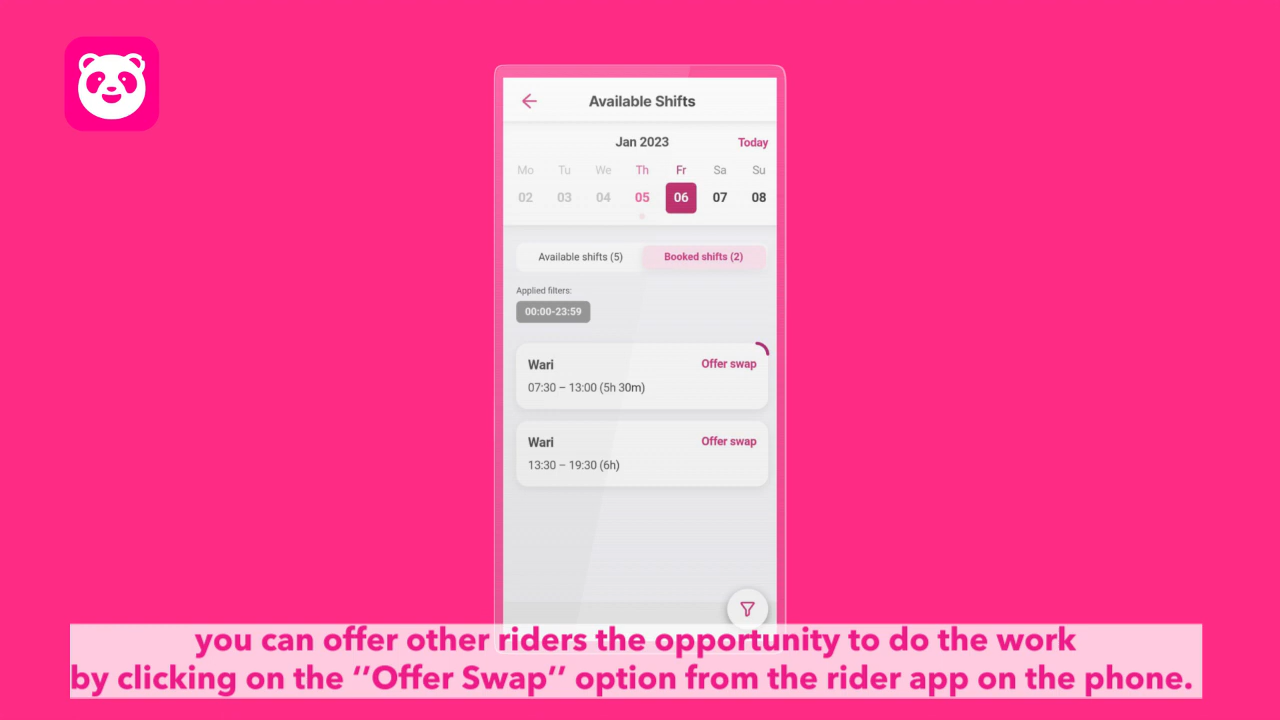 Available Shifts
Jan 2023 Today
Mo Tu We Th Fr Sa Su
02 03 04 05 06 07 08
Available shifts (5) Booked shifts (2)
Applied filters:
00:00-23:59
Wari Offer swap
07:30 – 13:00 (5h 30m)
Wari Offer swap
13:30 – 19:30 (6h)
you can offer other riders the opportunity to do the work
by clicking on the ‘’Offer Swap’’ option from the rider app on the phone.